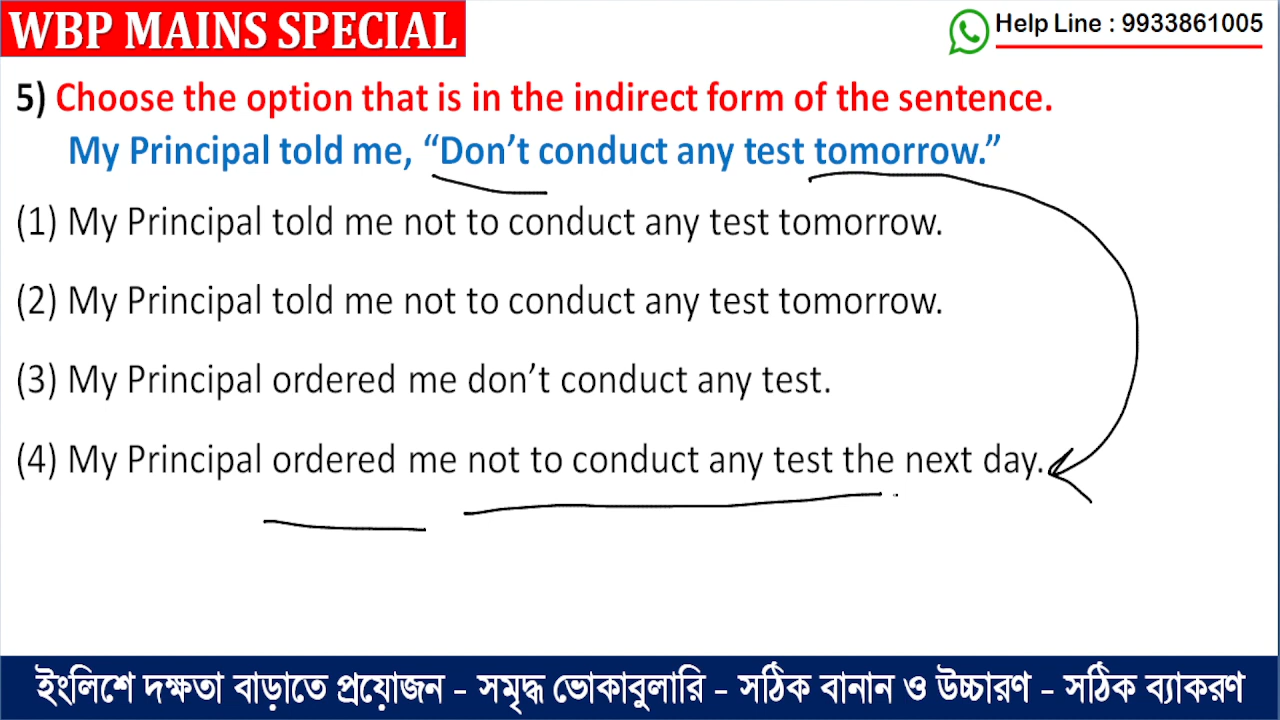 WBP MAINS SPECIAL
Help Line : 9933861005
5) Choose the option that is in the indirect form of the sentence.
My Principal told me, “Don’t conduct any test tomorrow.”
(1) My Principal told me not to conduct any test tomorrow.
(2) My Principal told me not to conduct any test tomorrow.
(3) My Principal ordered me don’t conduct any test.
(4) My Principal ordered me not to conduct any test the next day.
ইংলিশে দক্ষতা বাড়াতে প্রয়োজন - সমৃদ্ধ ভোকাবুলারি - সঠিক বানান ও উচ্চারণ - সঠিক ব্যাকরণ